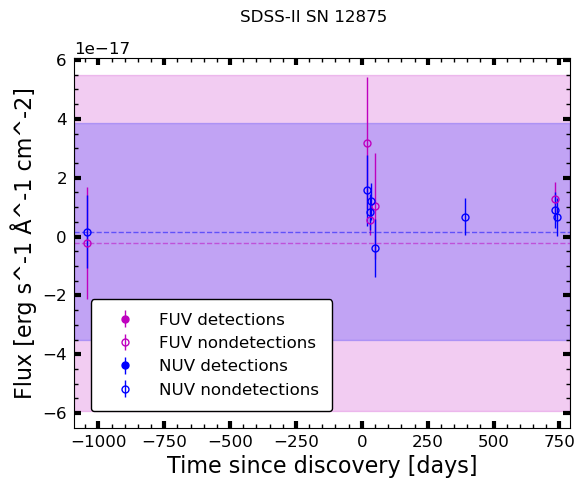 SDSS-II SN 12875
1e−17
6
4
2
0
−2
−4
−6
Flux [erg s^-1 Å^-1 cm^-2]
FUV detections
FUV nondetections
NUV detections
NUV nondetections
−1000 −750 −500 −250 0 250 500 750
Time since discovery [days]